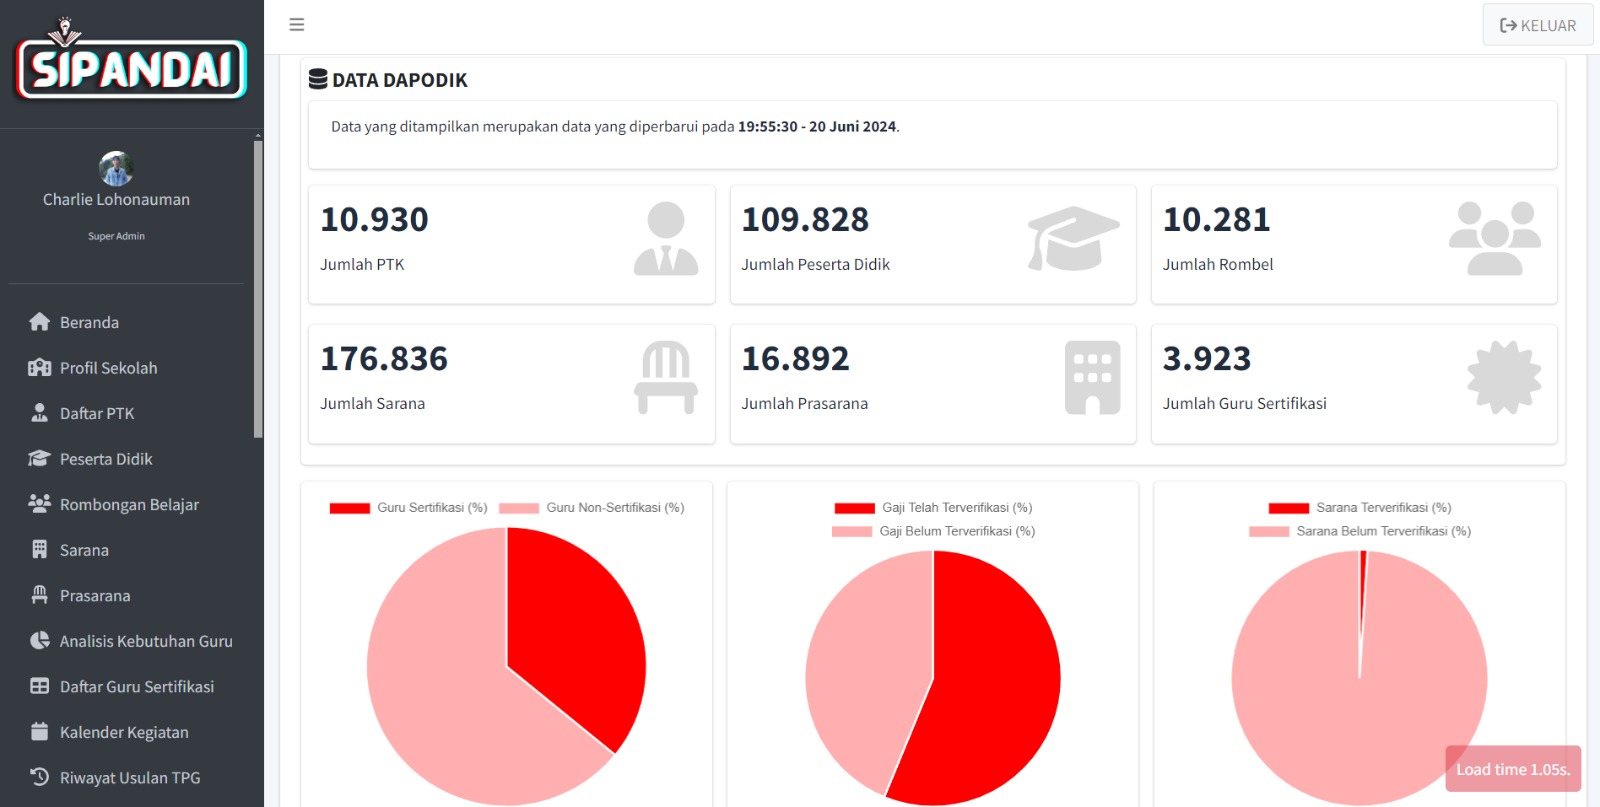 SIPANDAI
Charlie Lohonauman
Super Admin
Beranda
Profil Sekolah
Daftar PTK
Peserta Didik
Rombongan Belajar
Sarana
Prasarana
Analisis Kebutuhan Guru
Daftar Guru Sertifikasi
Kalender Kegiatan
Riwayat Usulan TPG
KELUAR
DATA DAPODIK
Data yang ditampilkan merupakan data yang diperbarui pada 19:55:30 - 20 Juni 2024.
10.930
Jumlah PTK
109.828
Jumlah Peserta Didik
10.281
Jumlah Rombel
176.836
Jumlah Sarana
16.892
Jumlah Prasarana
3.923
Jumlah Guru Sertifikasi
Guru Sertifikasi (%) Guru Non-Sertifikasi (%)
Gaji Telah Terverifikasi (%)
Gaji Belum Terverifikasi (%)
Sarana Terverifikasi (%)
Sarana Belum Terverifikasi (%)
Load time 1.05s.